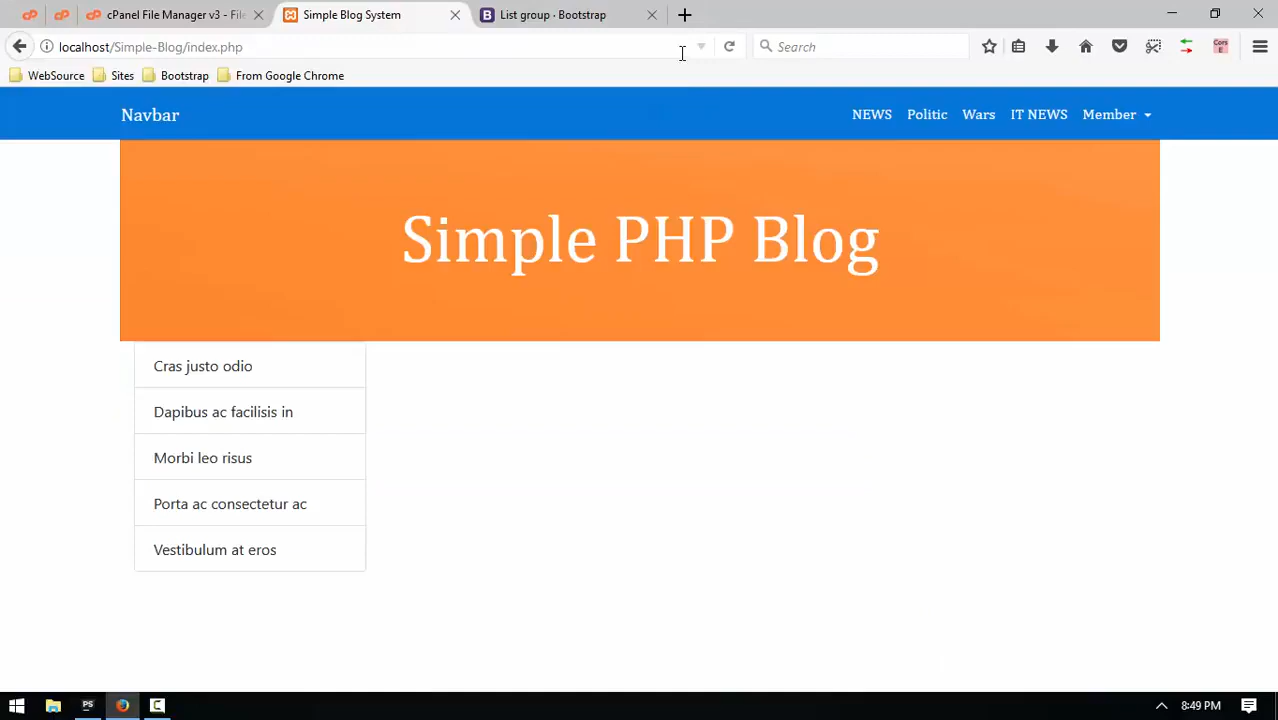 cPanel File Manager v3 - File
Simple Blog System
List group · Bootstrap
localhost/Simple-Blog/index.php
Search
WebSource
Sites
Bootstrap
From Google Chrome
Navbar
NEWS
Politic
Wars
IT NEWS
Member
Simple PHP Blog
Cras justo odio
Dapibus ac facilisis in
Morbi leo risus
Porta ac consectetur ac
Vestibulum at eros
8:49 PM